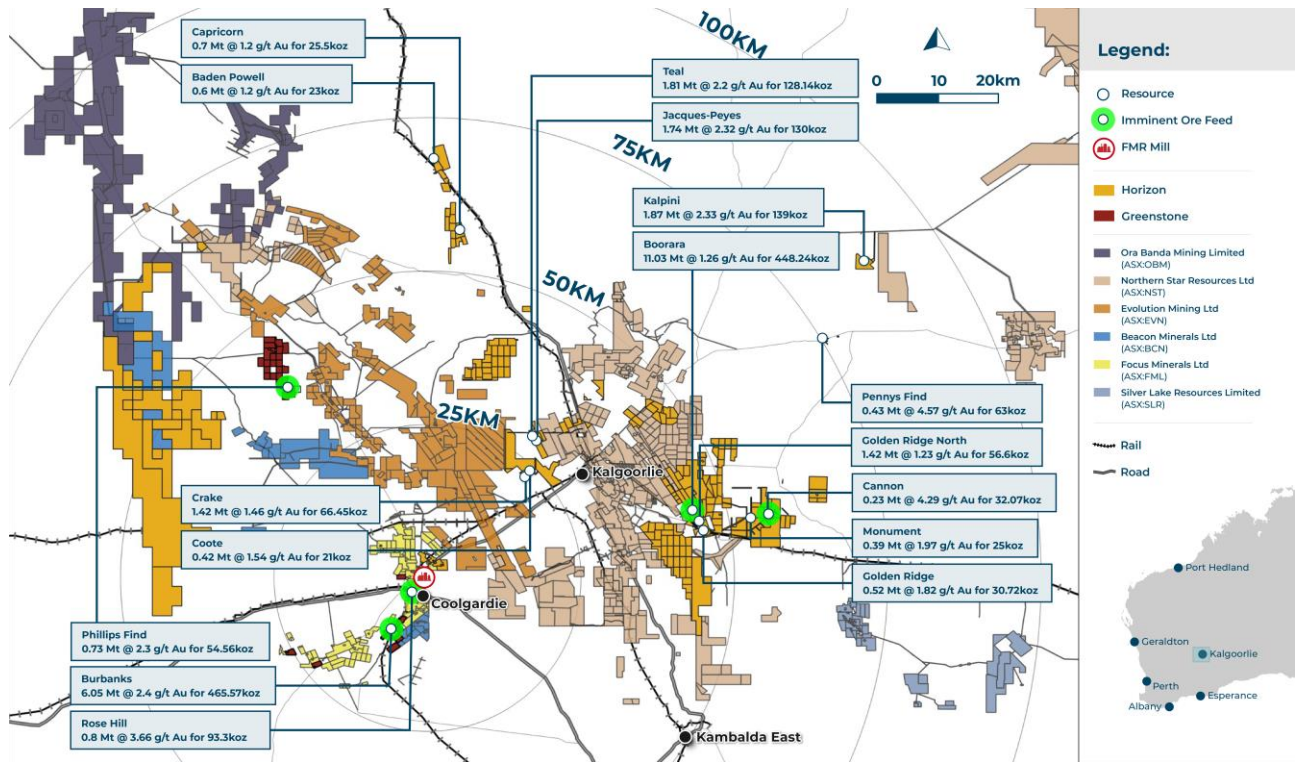 Capricorn
0.7 Mt @ 1.2 g/t Au for 25.5koz
Baden Powell
0.6 Mt @ 1.2 g/t Au for 23koz
Teal
1.81 Mt @ 2.2 g/t Au for 128.14koz
Jacques-Peyes
1.74 Mt @ 2.32 g/t Au for 130koz
100KM
75KM
50KM
25KM
0 10 20km
Kalpini
1.87 Mt @ 2.33 g/t Au for 139koz
Boorara
11.03 Mt @ 1.26 g/t Au for 448.24koz
Pennys Find
0.43 Mt @ 4.57 g/t Au for 63koz
Golden Ridge North
1.42 Mt @ 1.23 g/t Au for 56.6koz
Cannon
0.23 Mt @ 4.29 g/t Au for 32.07koz
Monument
0.39 Mt @ 1.97 g/t Au for 25koz
Golden Ridge
0.52 Mt @ 1.82 g/t Au for 30.72koz
Kalgoorlie
Crake
1.42 Mt @ 1.46 g/t Au for 66.45koz
Coote
0.42 Mt @ 1.54 g/t Au for 21koz
Coolgardie
Phillips Find
0.73 Mt @ 2.3 g/t Au for 54.56koz
Burbanks
6.05 Mt @ 2.4 g/t Au for 465.57koz
Rose Hill
0.8 Mt @ 3.66 g/t Au for 93.3koz
Kambalda East
Legend:
Resource
Imminent Ore Feed
FMR Mill
Horizon
Greenstone
Ora Banda Mining Limited
(ASX:OBM)
Northern Star Resources Ltd
(ASX:NST)
Evolution Mining Ltd
(ASX:EVN)
Beacon Minerals Ltd
(ASX:BCN)
Focus Minerals Ltd
(ASX:FML)
Silver Lake Resources Limited
(ASX:SLR)
Rail
Road
Port Hedland
Geraldton
Kalgoorlie
Perth
Esperance
Albany